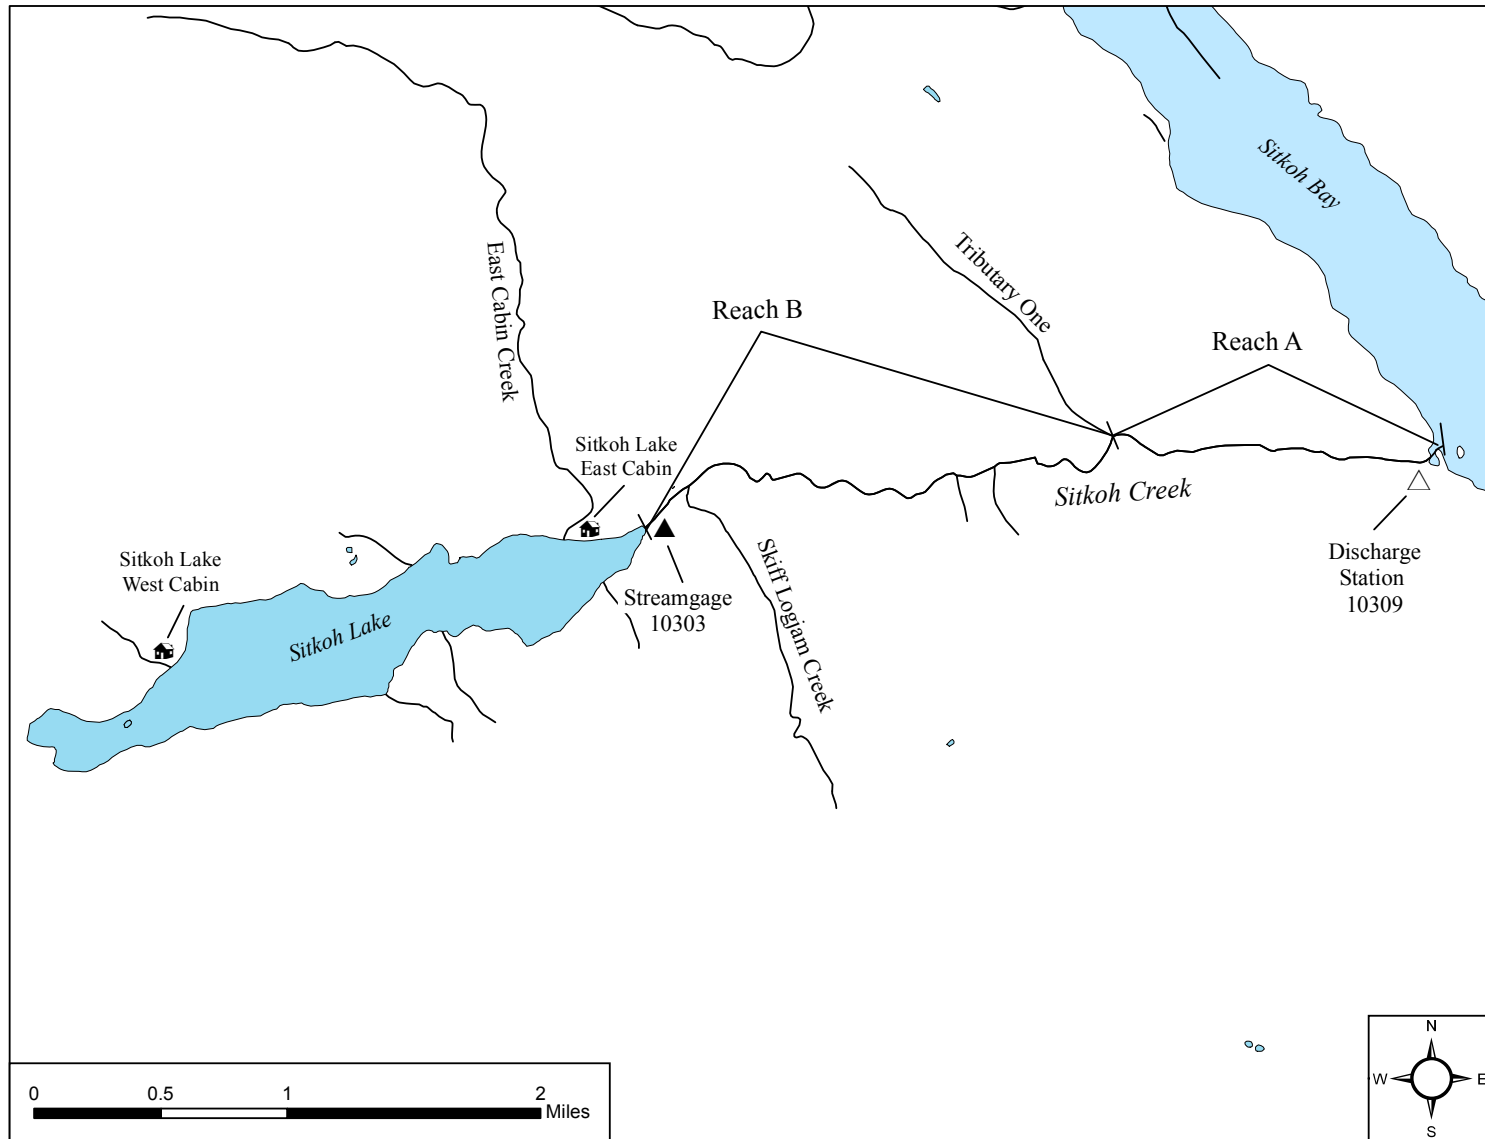 Sitkoh Bay
East Cabin Creek
Tributary One
Reach B
Reach A
Sitkoh Lake
East Cabin
Sitkoh Creek
Sitkoh Lake
West Cabin
Streamgage
10303
Skiff Logjam Creek
Discharge
Station
10309
Sitkoh Lake
N
W E
S
0 0.5 1 2
Miles